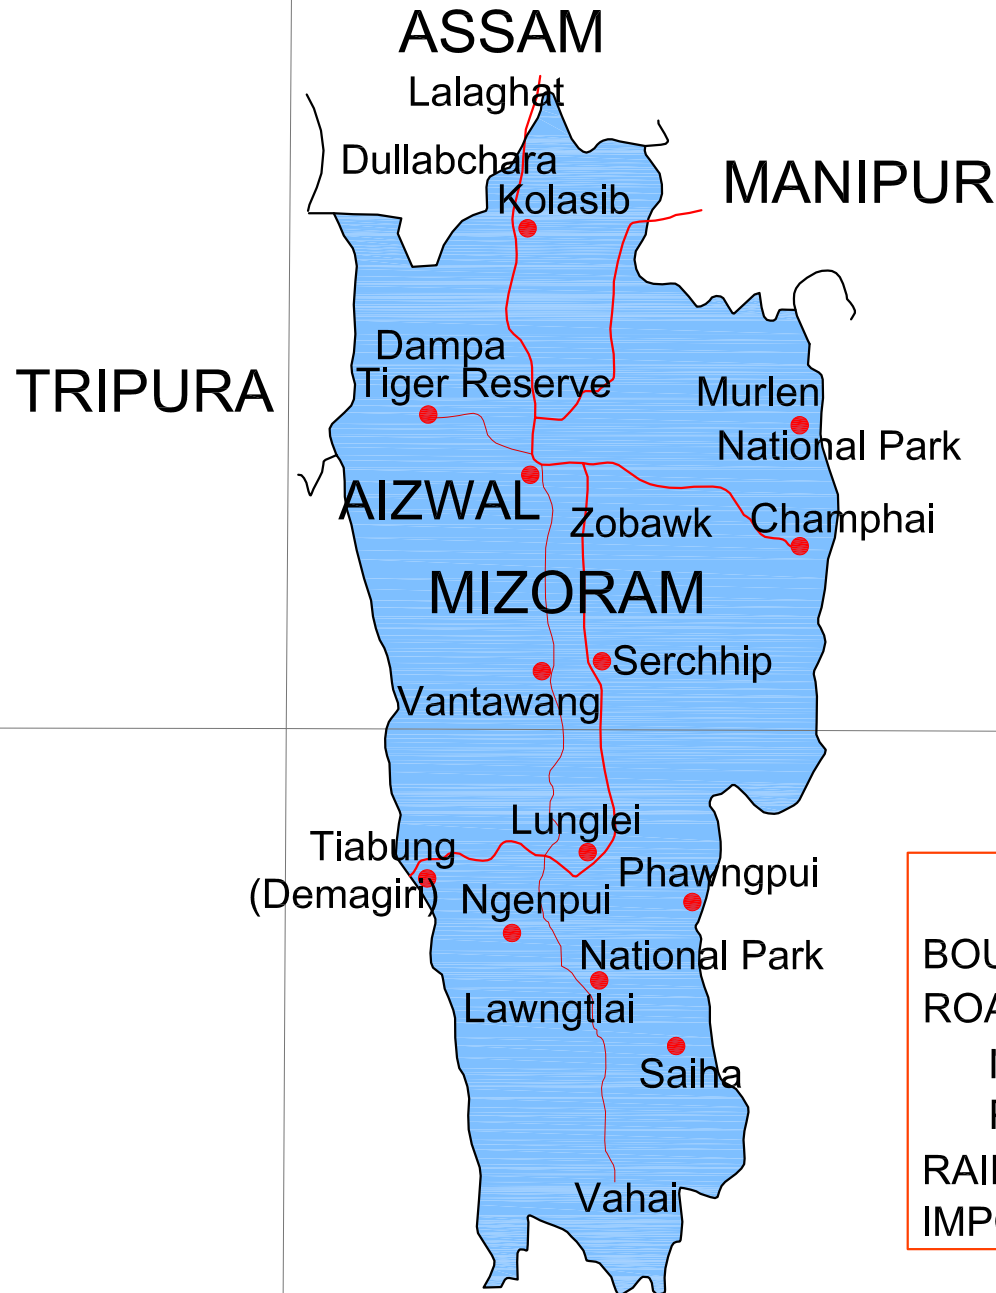 ASSAM
Lalaghat
Dullabchara
MANIPUR
Kolasib
Dampa
Tiger Reserve
TRIPURA
Murlen
National Park
AIZWAL
Zobawk
Champhai
MIZORAM
Serchhip
Vantawang
Lunglei
Tiabung
(Demagiri)
Phawngpui
Ngenpui
National Park
Lawngtlai
Saiha
Vahai